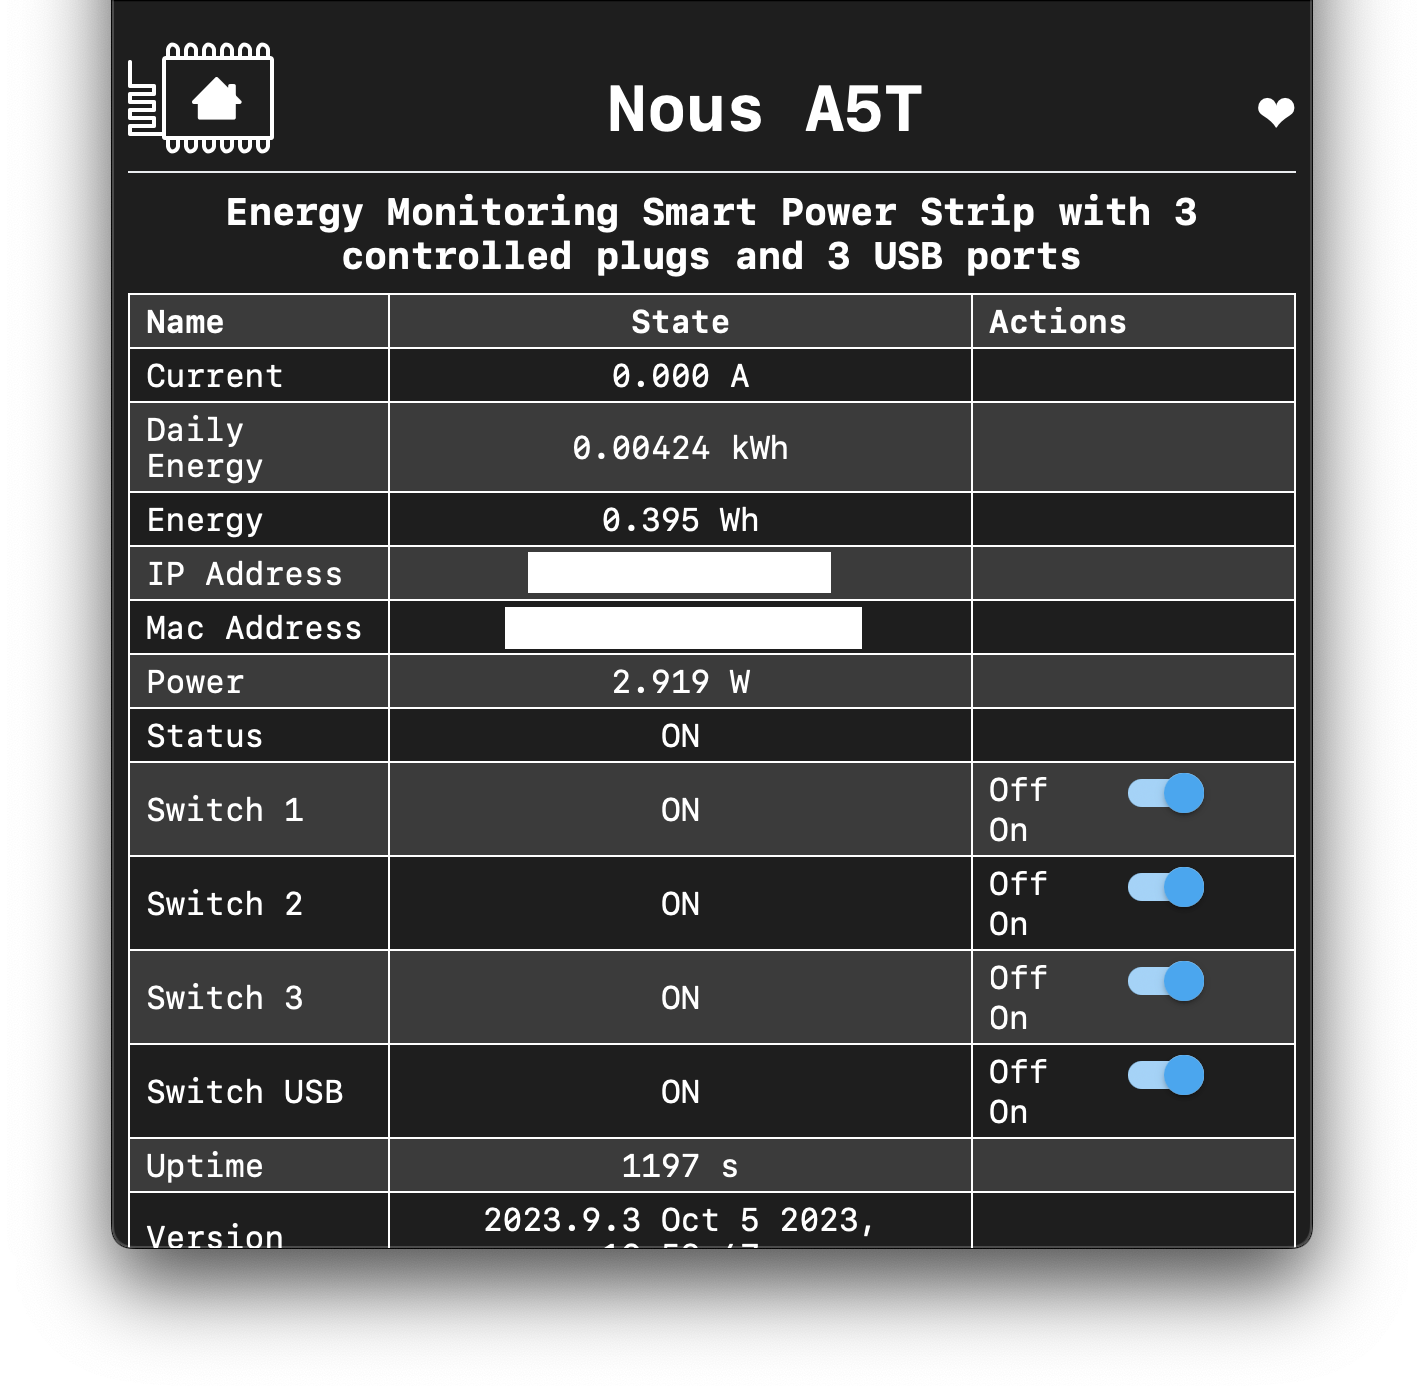 Nous A5T
Energy Monitoring Smart Power Strip with 3
controlled plugs and 3 USB ports
Name State Actions
Current 0.000 A
Daily
Energy 0.00424 kWh
Energy 0.395 Wh
IP Address
Mac Address
Power 2.919 W
Status ON
Switch 1 ON Off
On
Switch 2 ON Off
On
Switch 3 ON Off
On
Switch USB ON Off
On
Uptime 1197 s
Version 2023.9.3 Oct 5 2023,